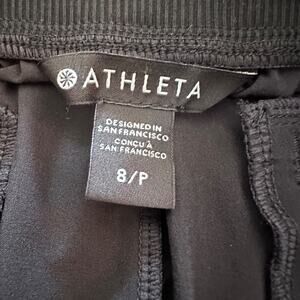 ATHLETA
DESIGNED IN
SAN FRANCISCO
CONÇU À
SAN FRANCISCO
8/P